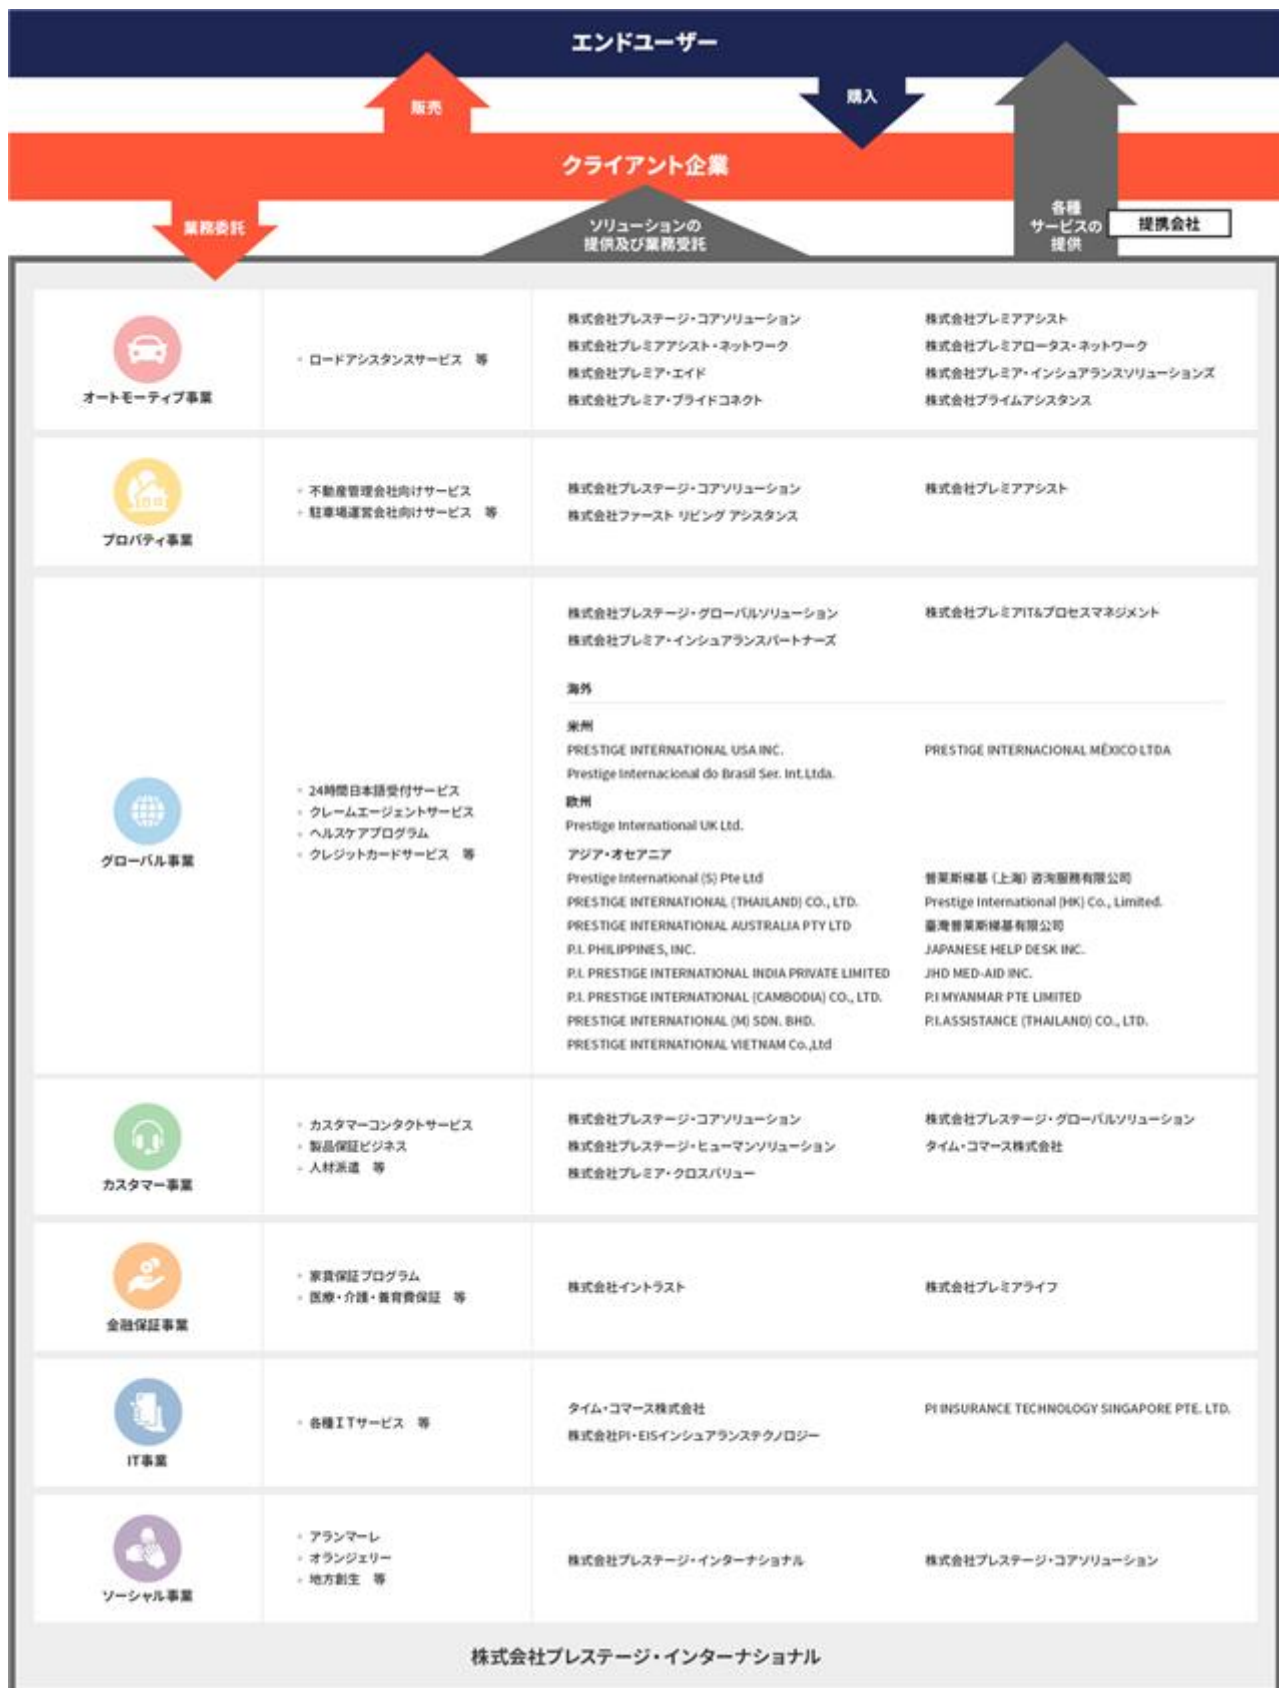 エンドユーザー
販売
購入
クライアント企業
業務委託
ソリューションの
提供及び業務受託
各種
サービスの
提供
提携会社
オートモーティブ事業
ロードアシスタンスサービス 等
株式会社プレステージ・コアソリューション
株式会社プレミアアシスト
株式会社プレミアアシスト・ネットワーク
株式会社プレミアロータス・ネットワーク
株式会社プレミア・エイド
株式会社プレミア・インシュアランスソリューションズ
株式会社プレミア・ブライドコネクト
株式会社プライムアシスタンス
プロパティ事業
不動産管理会社向けサービス
駐車場運営会社向けサービス 等
株式会社プレステージ・コアソリューション
株式会社プレミアアシスト
株式会社ファースト リビング アシスタンス
グローバル事業
24時間日本語受付サービス
クレームエージェントサービス
ヘルスケアプログラム
クレジットカードサービス 等
株式会社プレステージ・グローバルソリューション
株式会社プレミアIT&プロセスマネジメント
株式会社プレミア・インシュアランスパートナーズ
海外
米州
PRESTIGE INTERNATIONAL USA INC.
PRESTIGE INTERNACIONAL MÉXICO LTDA
Prestige Internacional do Brasil Ser. Int.Ltda.
欧州
Prestige International UK Ltd.
アジア・オセアニア
Prestige International (S) Pte Ltd
普莱斯梯基（上海）咨洵服務有限公司
PRESTIGE INTERNATIONAL (THAILAND) CO., LTD.
Prestige International (HK) Co., Limited.
PRESTIGE INTERNATIONAL AUSTRALIA PTY LTD
臺灣普莱斯梯基有限公司
P.I. PHILIPPINES, INC.
JAPANESE HELP DESK INC.
P.I. PRESTIGE INTERNATIONAL INDIA PRIVATE LIMITED
JHD MED-AID INC.
P.I. PRESTIGE INTERNATIONAL (CAMBODIA) CO., LTD.
P.I MYANMAR PTE LIMITED
PRESTIGE INTERNATIONAL (M) SDN. BHD.
P.I.ASSISTANCE (THAILAND) CO., LTD.
PRESTIGE INTERNATIONAL VIETNAM Co.,Ltd
カスタマー事業
カスタマーコンタクトサービス
製品保証ビジネス
人材派遣 等
株式会社プレステージ・コアソリューション
株式会社プレステージ・グローバルソリューション
株式会社プレステージ・ヒューマンソリューション
タイム・コマース株式会社
株式会社プレミア・クロスバリュー
金融保証事業
家賃保証プログラム
医療・介護・養育費保証 等
株式会社イントラスト
株式会社プレミアライフ
IT事業
各種ＩＴサービス 等
タイム・コマース株式会社
PI INSURANCE TECHNOLOGY SINGAPORE PTE. LTD.
株式会社PI・EISインシュアランステクノロジー
ソーシャル事業
アランマーレ
オランジェリー
地方創生 等
株式会社プレステージ・インターナショナル
株式会社プレステージ・コアソリューション
株式会社プレステージ・インターナショナル